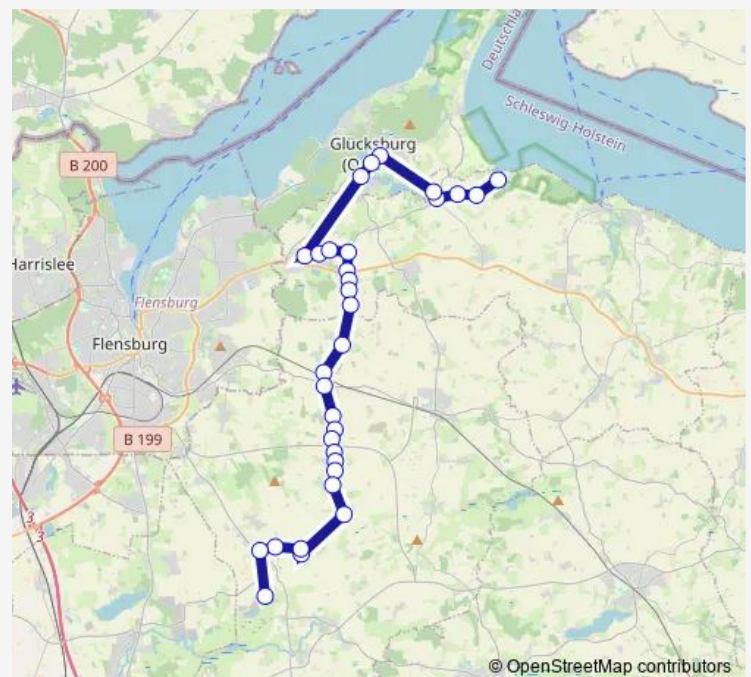 Deutschla
Schleswig-Holstein
Glücksburg
(O
B 200
Harrislee
Flensburg
Flensburg
B 199
3
3
© OpenStreetMap contributors